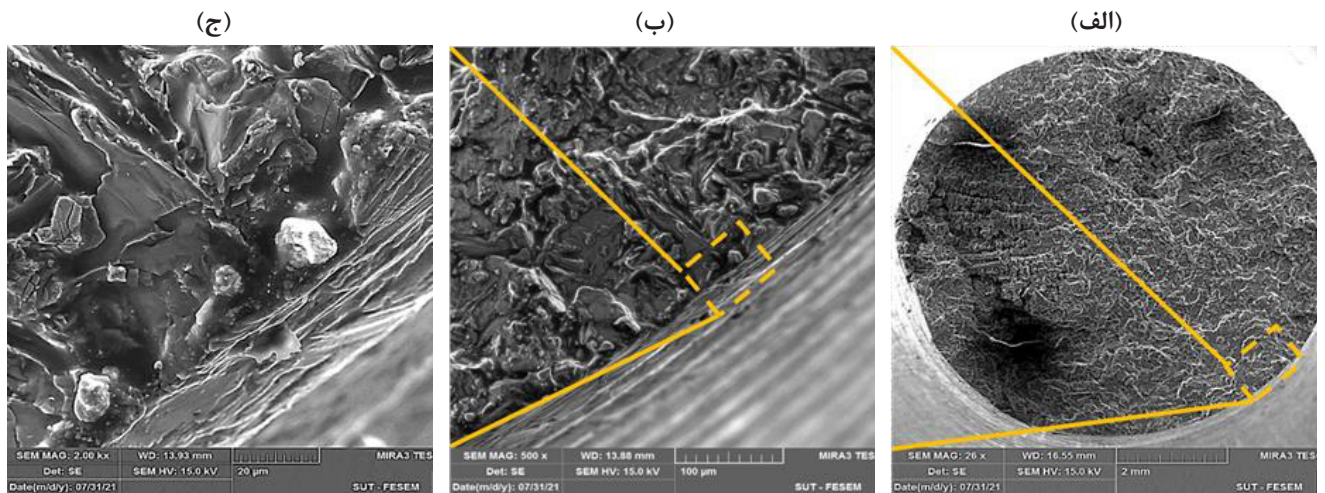 (الف)
(ب)
(ج)
SEM MAG: 26 x WD: 16.55 mm MIRA3 TES
Det: SE SEM HV: 15.0 kV 2 mm
Date(m/d/y): 07/31/21 SUT - FESEM
SEM MAG: 500 x WD: 13.88 mm MIRA3 TES
Det: SE SEM HV: 15.0 kV 100 µm
Date(m/d/y): 07/31/21 SUT - FESEM
SEM MAG: 2.00 kx WD: 13.93 mm MIRA3 TES
Det: SE SEM HV: 15.0 kV 20 µm
Date(m/d/y): 07/31/21 SUT - FESEM